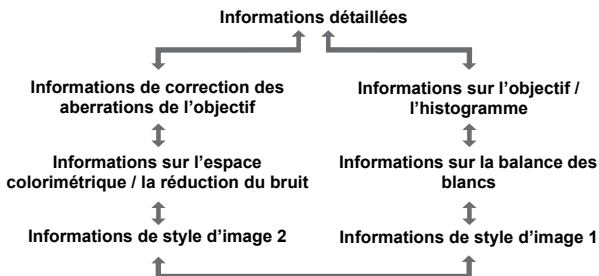 Informations détaillées
Informations de correction des
aberrations de l'objectif
Informations sur l'objectif /
l'histogramme
Informations sur l'espace
colorimétrique / la réduction du bruit
Informations sur la balance des
blancs
Informations de style d'image 2
Informations de style d'image 1